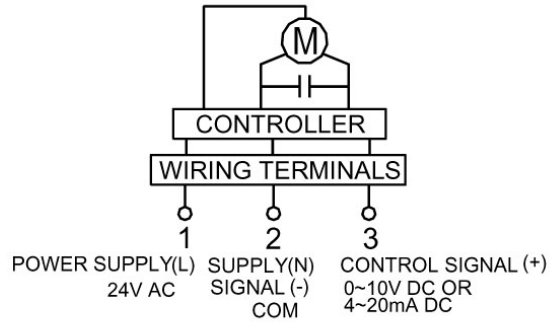 M
CONTROLLER
WIRING TERMINALS
1 2 3
POWER SUPPLY(L)
24V AC
SUPPLY(N)
SIGNAL (-)
COM
CONTROL SIGNAL (+)
0~10V DC OR
4~20mA DC